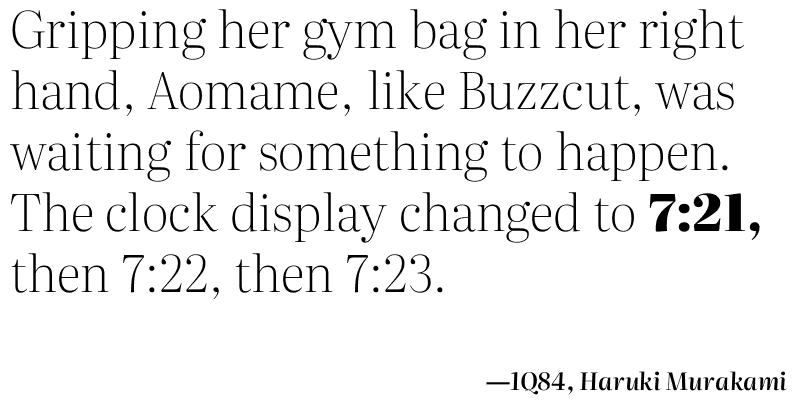 Gripping her gym bag in her right
hand, Aomame, like Buzzcut, was
waiting for something to happen.
The clock display changed to 7:21,
then 7:22, then 7:23.
—1Q84, Haruki Murakami